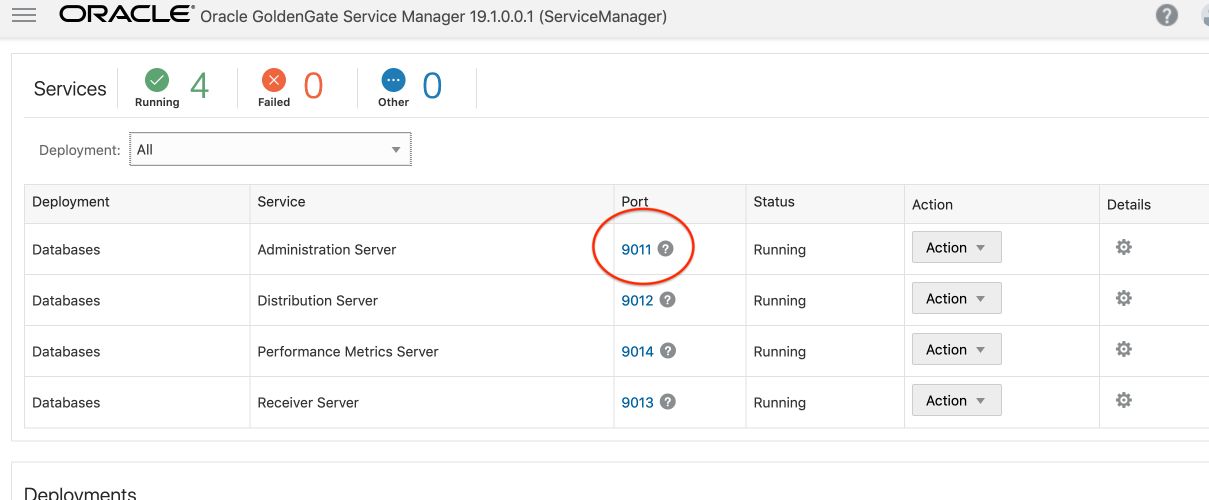 ORACLE® Oracle GoldenGate Service Manager 19.1.0.0.1 (ServiceManager) ?
Services Running 4 Failed 0 Other 0
Deployment: All
Deployment Service Port Status Action Details
Databases Administration Server 9011 ? Running Action
Databases Distribution Server 9012 ? Running Action
Databases Performance Metrics Server 9014 ? Running Action
Databases Receiver Server 9013 ? Running Action
Deployments